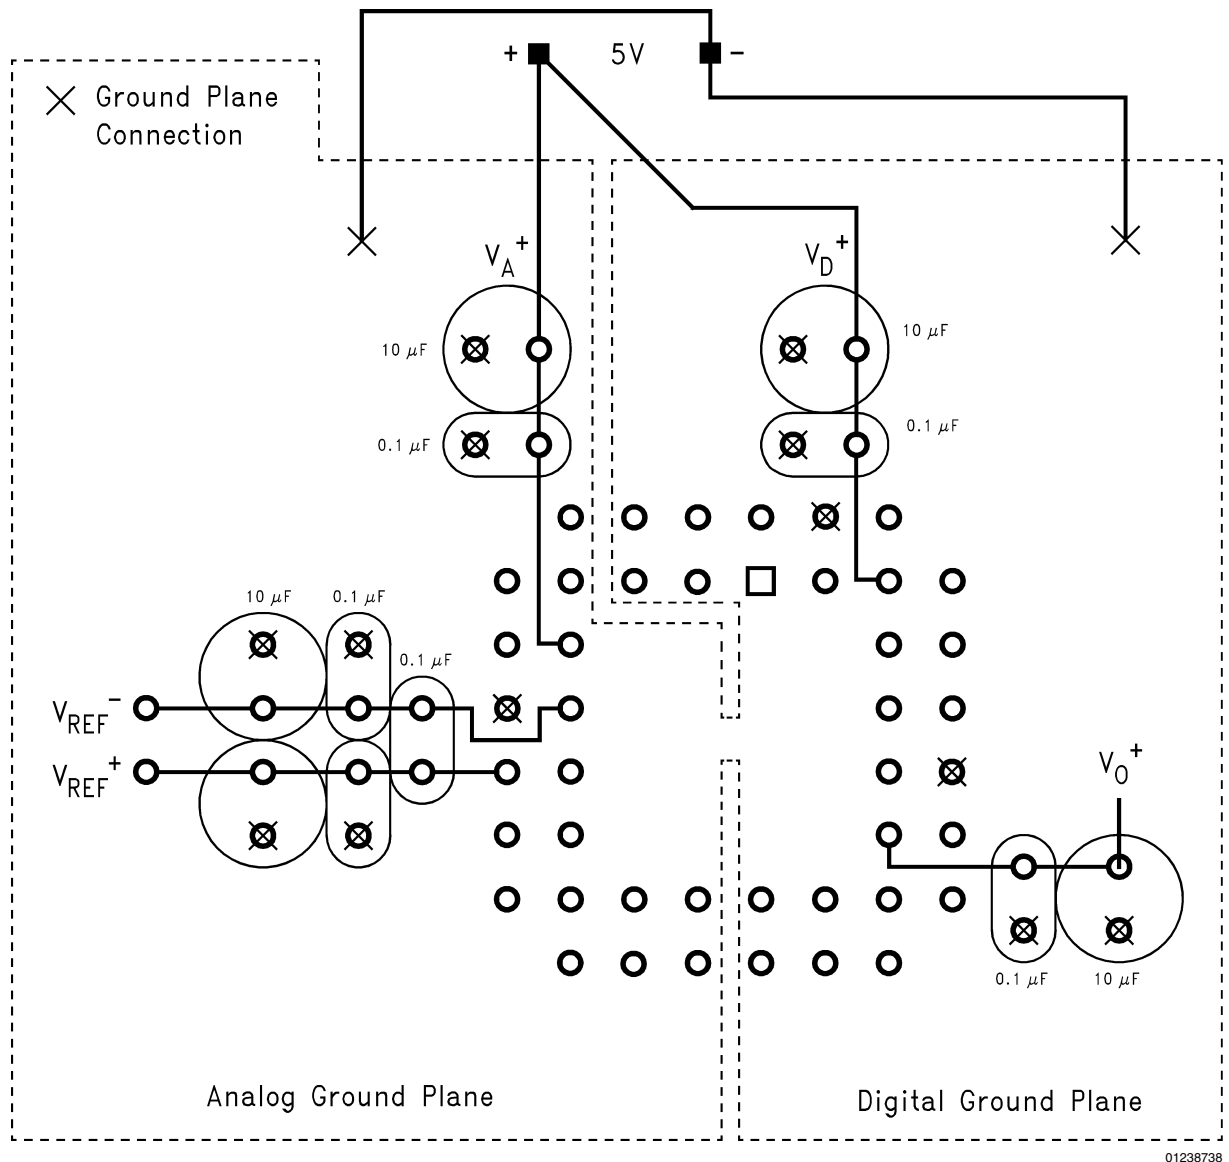 + 5V −
Ground Plane
Connection
VA+
VD+
10 μF
10 μF
0.1 μF
0.1 μF
10 μF
0.1 μF
0.1 μF
VREF−
VREF+
VO+
0.1 μF
10 μF
Analog Ground Plane
Digital Ground Plane
01238738